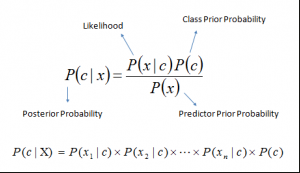 Likelihood
Class Prior Probability
P(c | x) = P(x | c)P(c) / P(x)
Posterior Probability
Predictor Prior Probability
P(c | X) = P(x₁ | c) × P(x₂ | c) × ⋯ × P(xₙ | c) × P(c)